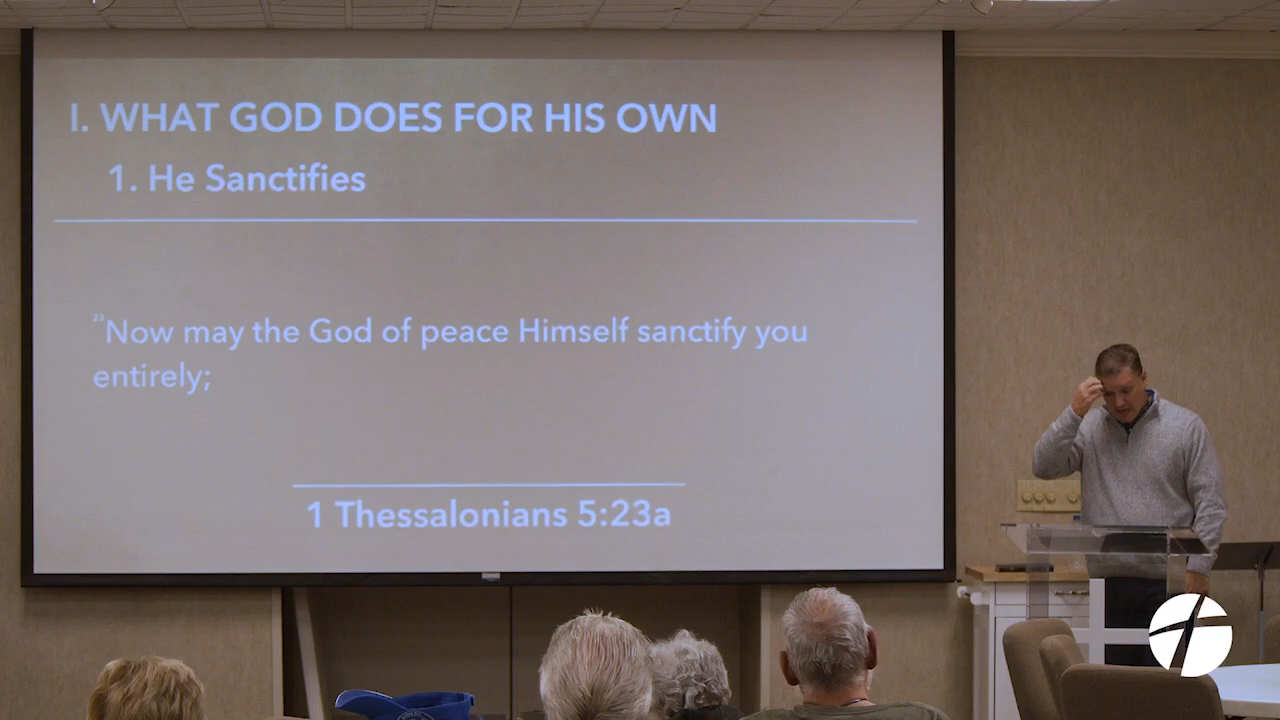 I. WHAT GOD DOES FOR HIS OWN
1. He Sanctifies
23Now may the God of peace Himself sanctify you
entirely;
1 Thessalonians 5:23a